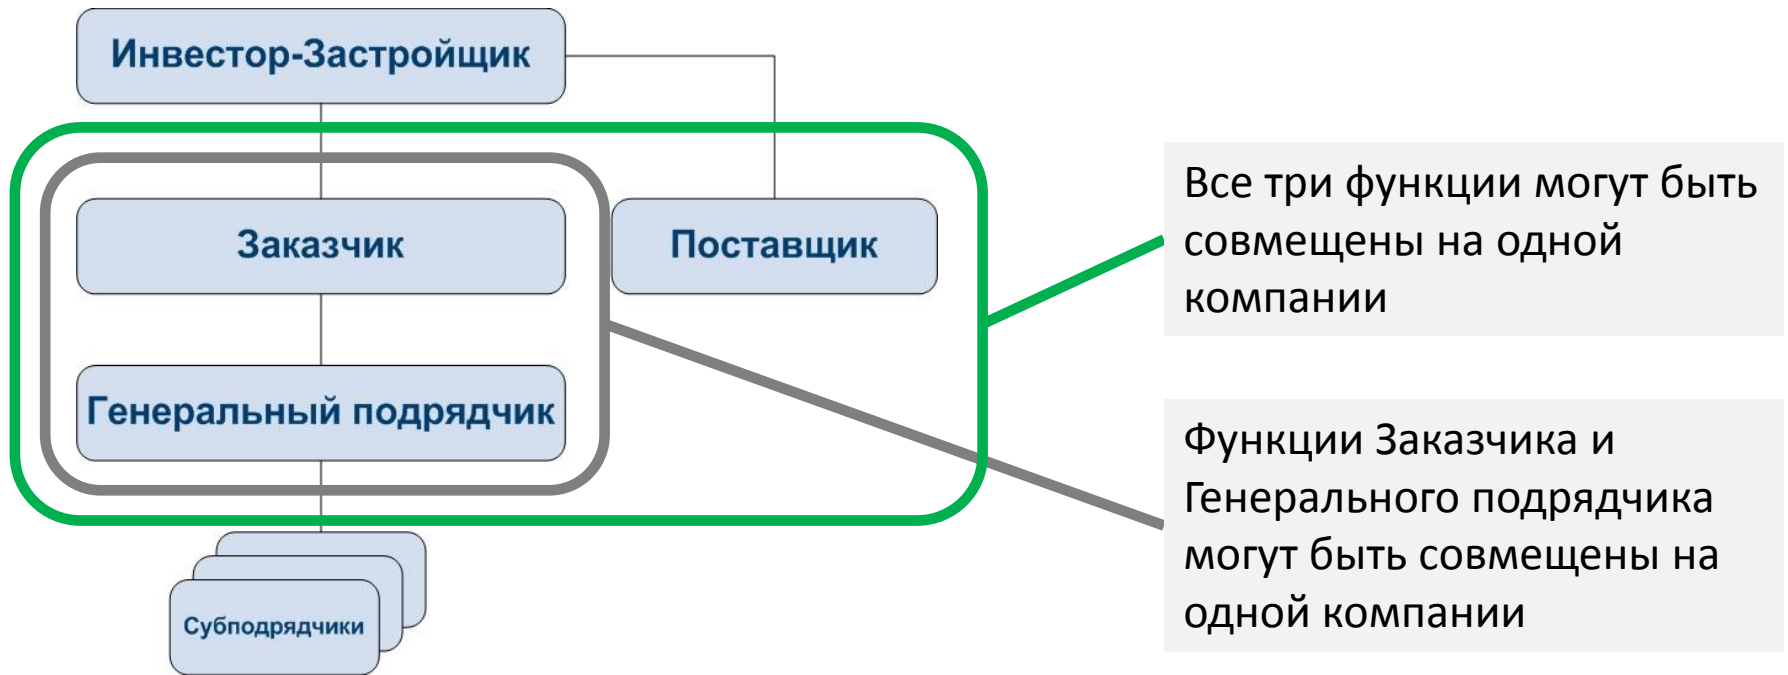 Инвестор-Застройщик
Заказчик
Поставщик
Генеральный подрядчик
Субподрядчики
Все три функции могут быть
совмещены на одной
компании
Функции Заказчика и
Генерального подрядчика
могут быть совмещены на
одной компании